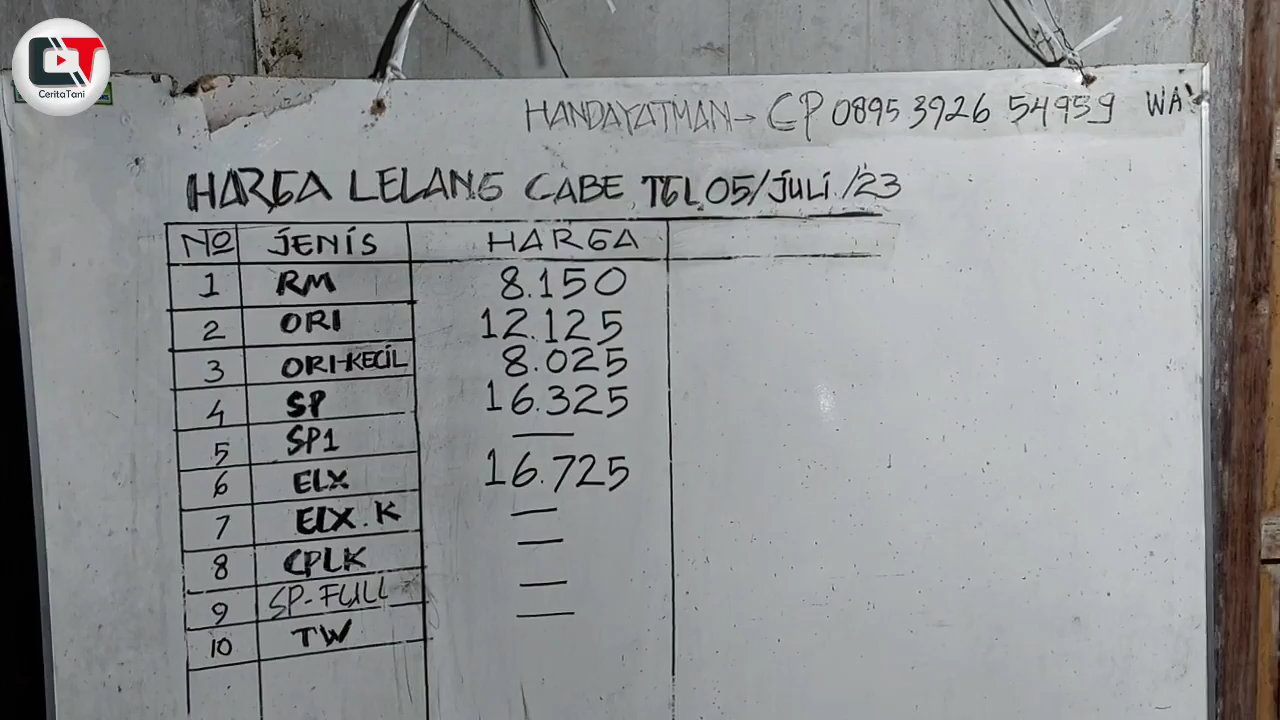 CT
CeritaTani
HANDAYATMAN → CP 0895 3926 54959 WA
HARGA LELANG CABE TGL 05/JULI/23
NO JENIS HARGA
1 RM 8.150
2 ORI 12.125
3 ORI-KECIL 8.025
4 SP 16.325
5 SP1 —
6 ELX 16.725
7 ELX.K —
8 CPLK —
9 SP-FULL —
10 TW —